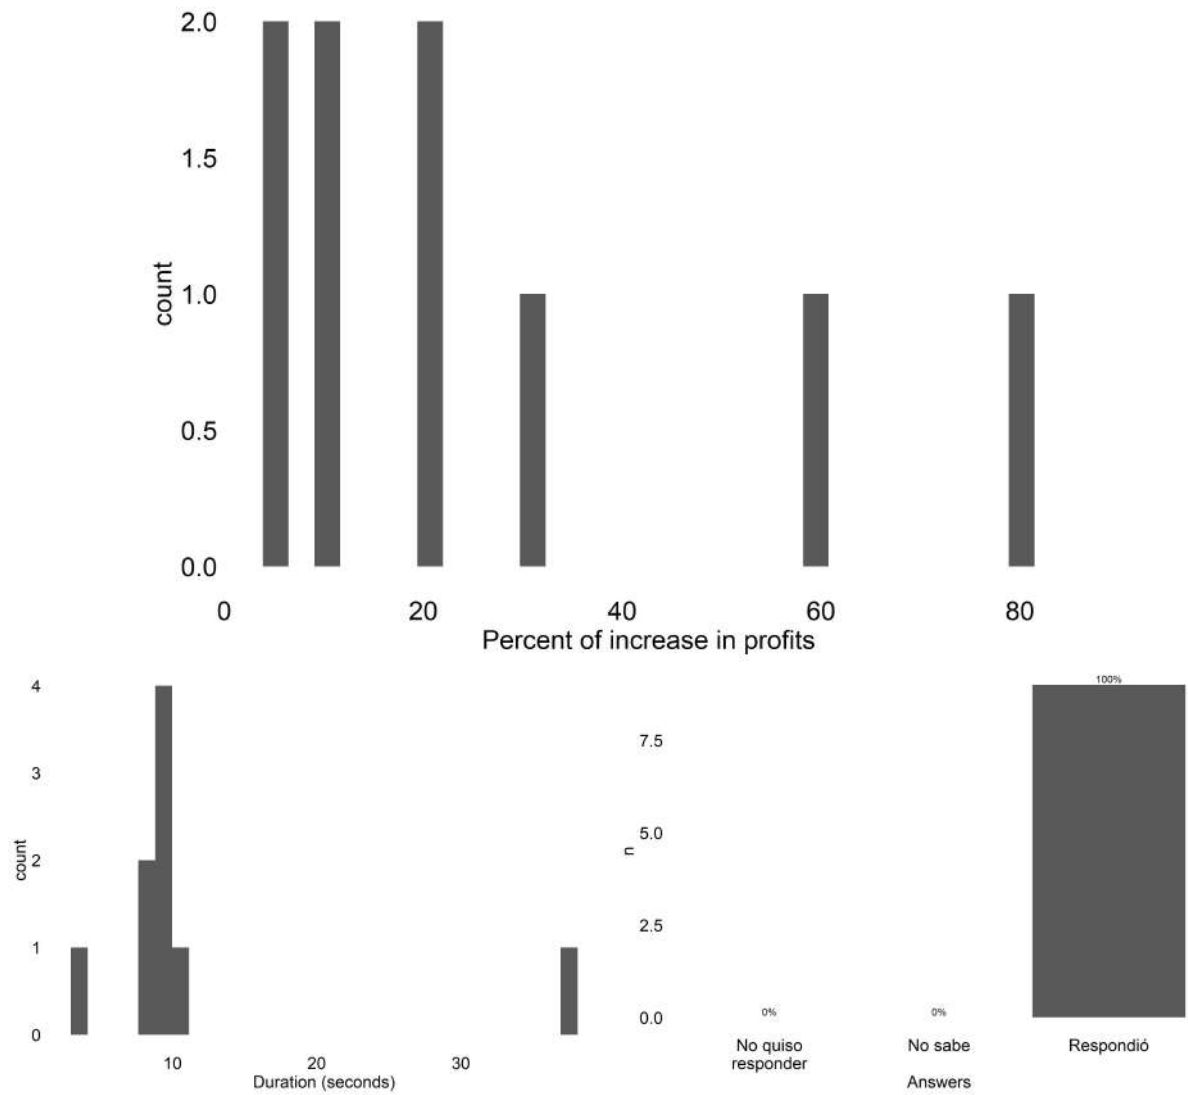 2.0
1.5
1.0
0.5
0.0
count
0 20 40 60 80
Percent of increase in profits
4
3
2
1
0
count
10 20 30
Duration (seconds)
100%
7.5
5.0
2.5
0.0
n
0% 0%
No quiso responder
No sabe
Respondió
Answers